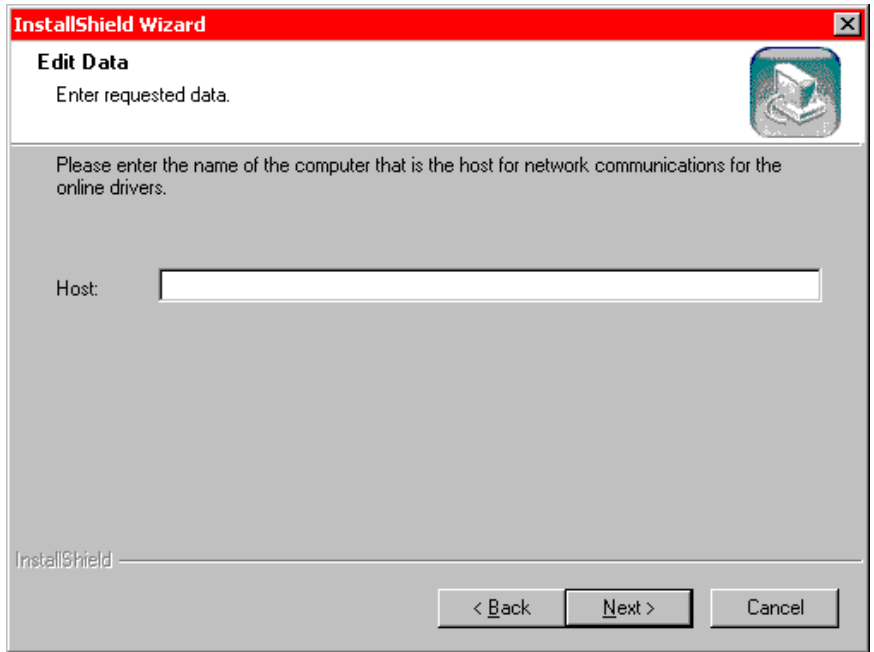 InstallShield Wizard
Edit Data
Enter requested data.
Please enter the name of the computer that is the host for network communications for the
online drivers.
Host:
InstallShield
< Back
Next >
Cancel